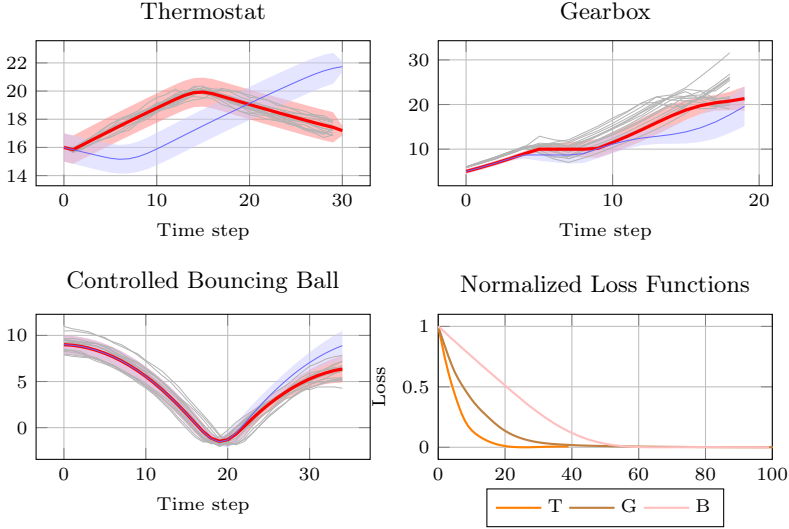 Thermostat
22
20
18
16
14
0
10
20
30
Time step
Gearbox
30
20
10
0
20
Time step
Controlled Bouncing Ball
10
5
0
0
10
20
30
Time step
Normalized Loss Functions
Loss
1
0.5
0
0
20
40
60
80
100
T
G
B